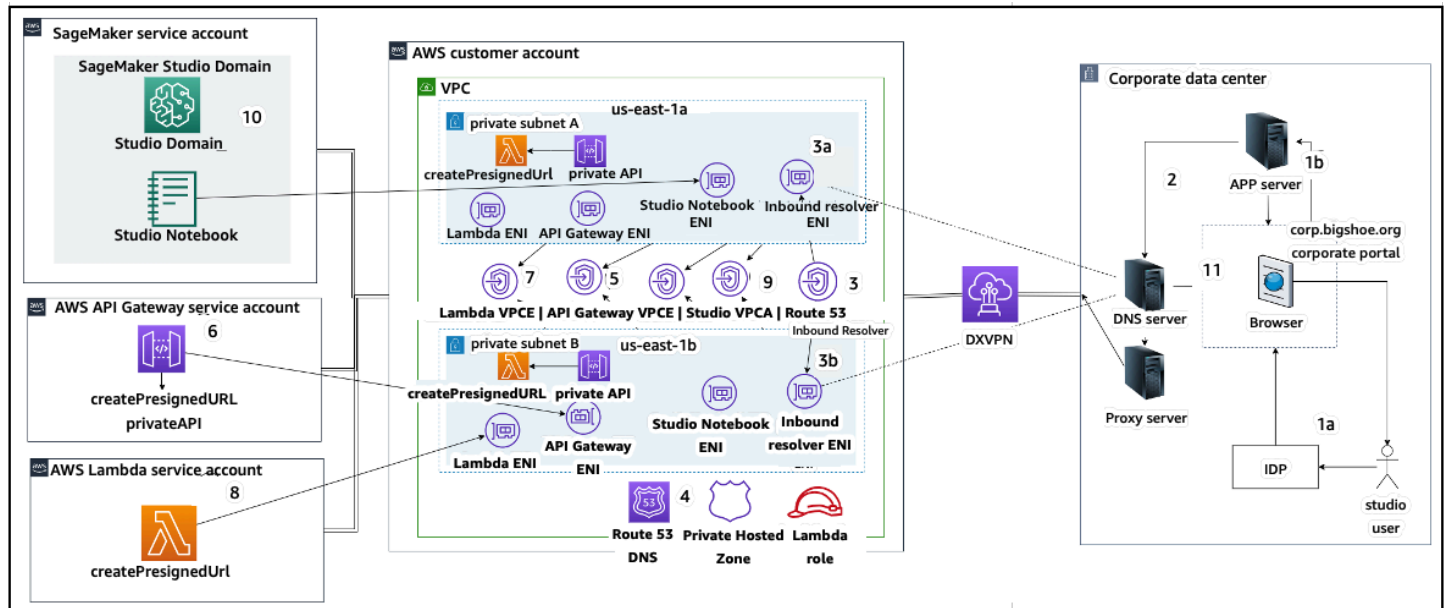 aws
SageMaker service account
SageMaker Studio Domain
10
Studio Domain
Studio Notebook
aws
AWS API Gateway service account
6
createPresignedURL
privateAPI
aws
AWS Lambda service account
8
createPresignedUrl
aws
AWS customer account
VPC
us-east-1a
private subnet A
3a
createPresignedUrl
private API
Studio Notebook
ENI
Inbound resolver
ENI
Lambda ENI
API Gateway ENI
7
5
9
3
Lambda VPCE | API Gateway VPCE | Studio VPCA | Route 53
Inbound Resolver
private subnet B
us-east-1b
3b
createPresignedURL
private API
Studio Notebook
ENI
Inbound
resolver ENI
API Gateway
ENI
Lambda ENI
53
4
Route 53
DNS
Private Hosted
Zone
Lambda
role
DXVPN
Corporate data center
1b
2
APP server
corp.bigshoe.org
corporate portal
11
DNS server
Browser
Proxy server
1a
IDP
studio
user